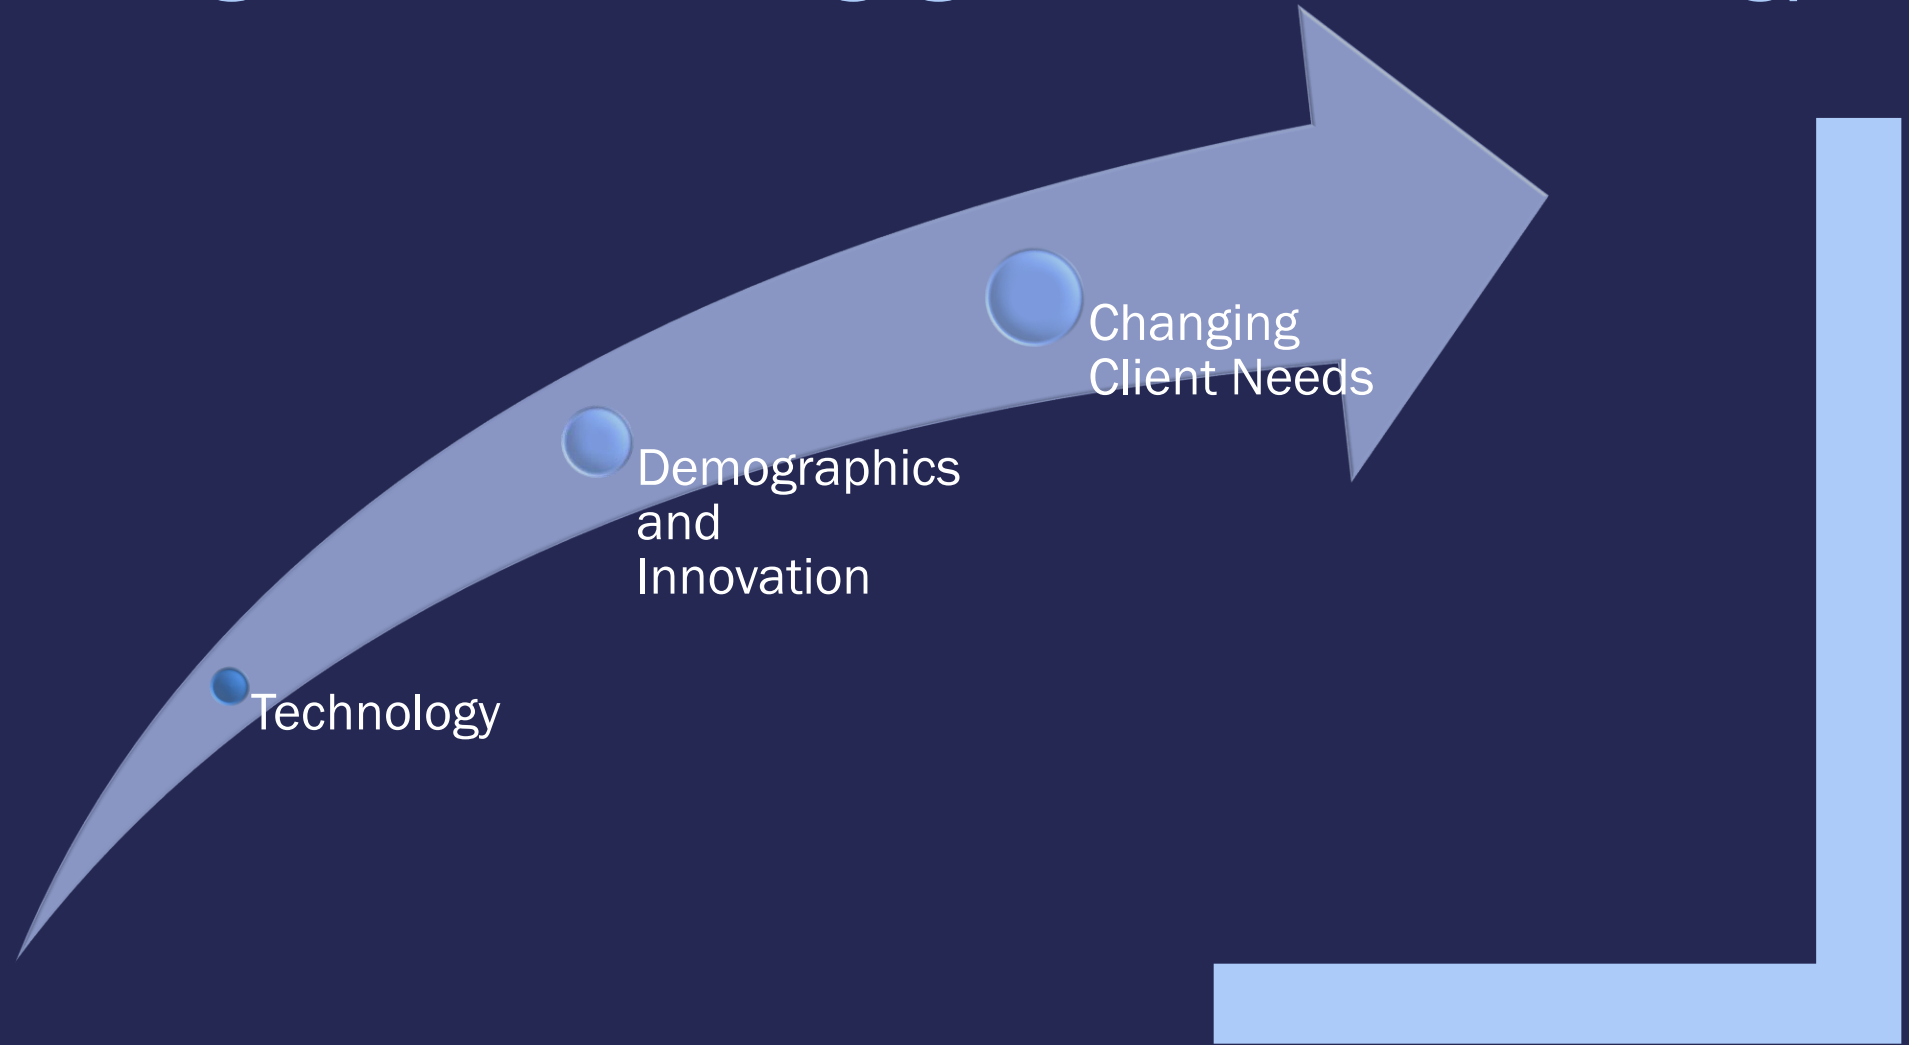 Changing
Client Needs
Demographics
and
Innovation
Technology